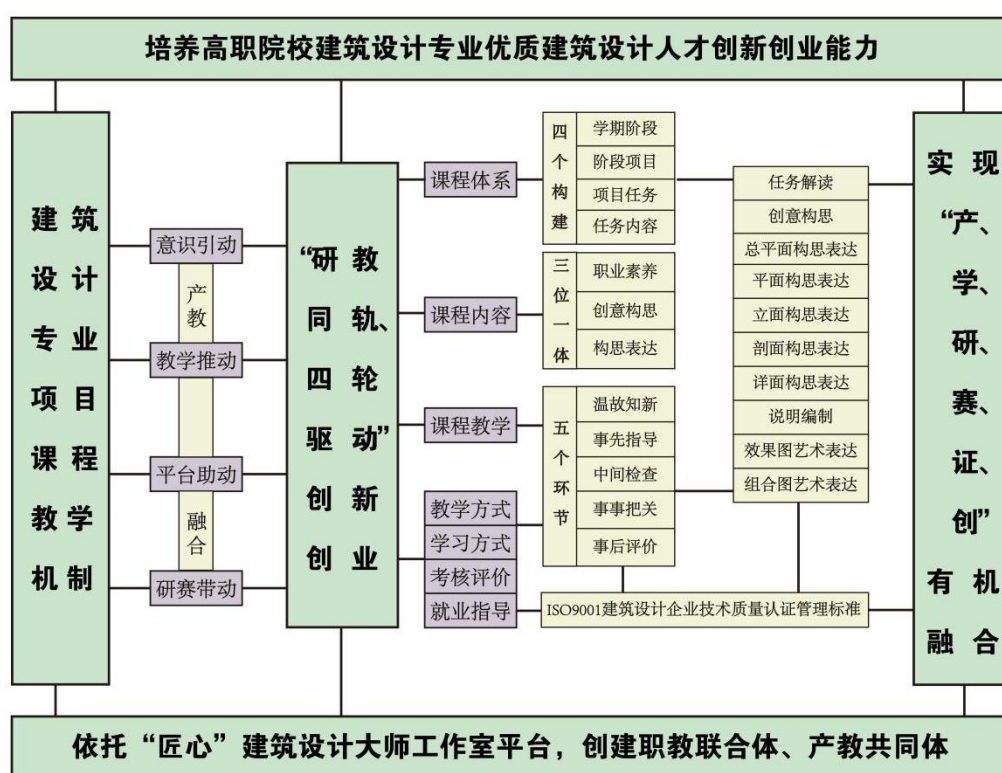 培养高职院校建筑设计专业优质建筑设计人才创新创业能力
建筑
设计
专业
项目
课程
教学
机制
意识引动
产教
教学推动
平台助动
融合
研赛带动
“研教
同轨、
四轮
驱动”
创新
创业
课程体系
课程内容
课程教学
教学方式
学习方式
考核评价
就业指导
四个构建
学期阶段
阶段项目
项目任务
任务内容
三位一体
职业素养
创意构思
构思表达
五个环节
温故知新
事先指导
中间检查
事事把关
事后评价
任务解读
创意构思
总平面构思表达
平面构思表达
立面构思表达
剖面构思表达
详面构思表达
说明编制
效果图艺术表达
组合图艺术表达
ISO9001建筑设计企业技术质量认证管理标准
实现
“产、
学、
研、
赛、
证、
创”
有机
融合
依托“匠心”建筑设计大师工作室平台，创建职教联合体、产教共同体